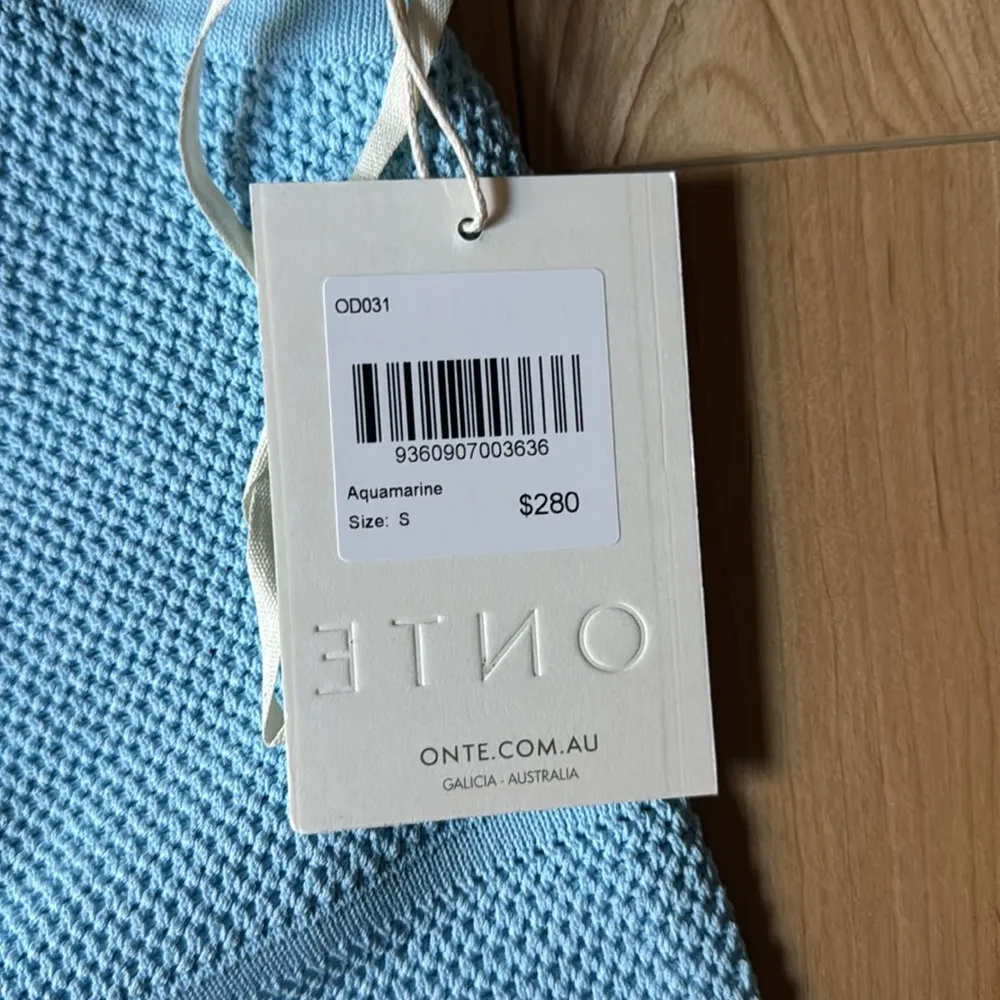 OD031
9360907003636
Aquamarine
Size: S
$280
ONTE
ONTE.COM.AU
GALICIA - AUSTRALIA